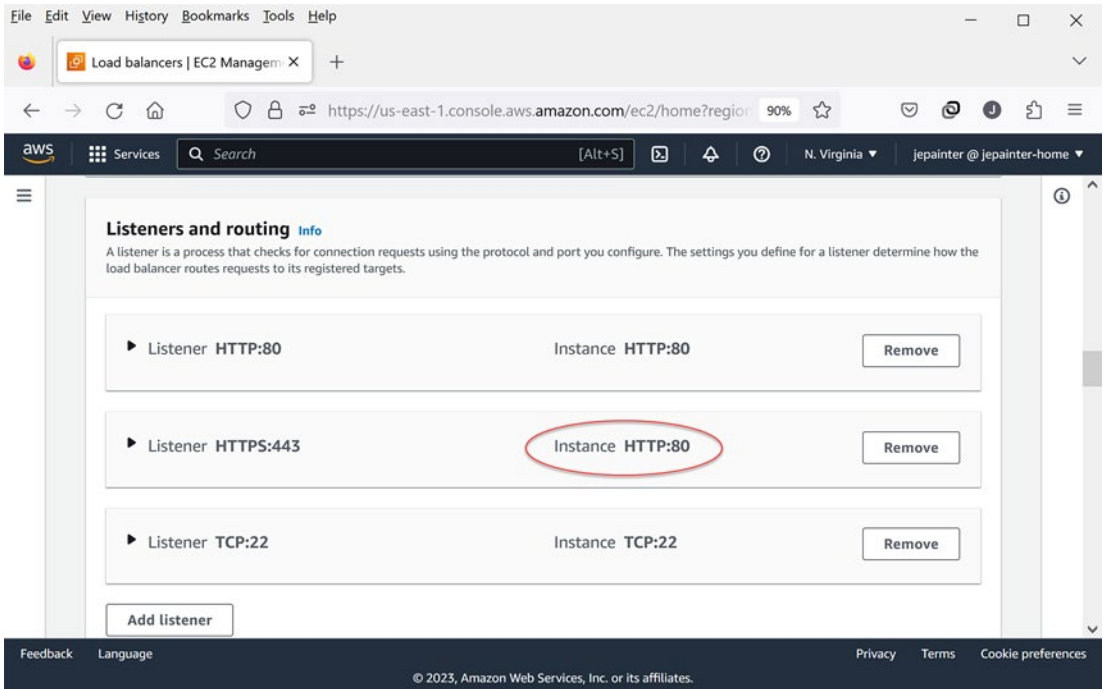 File Edit View History Bookmarks Tools Help
Load balancers | EC2 Managem
https://us-east-1.console.aws.amazon.com/ec2/home?region 90%
aws Services Search [Alt+S] N. Virginia jepainter @ jepainter-home
Listeners and routing Info
A listener is a process that checks for connection requests using the protocol and port you configure. The settings you define for a listener determine how the
load balancer routes requests to its registered targets.
Listener HTTP:80 Instance HTTP:80 Remove
Listener HTTPS:443 Instance HTTP:80 Remove
Listener TCP:22 Instance TCP:22 Remove
Add listener
Feedback Language Privacy Terms Cookie preferences
© 2023, Amazon Web Services, Inc. or its affiliates.